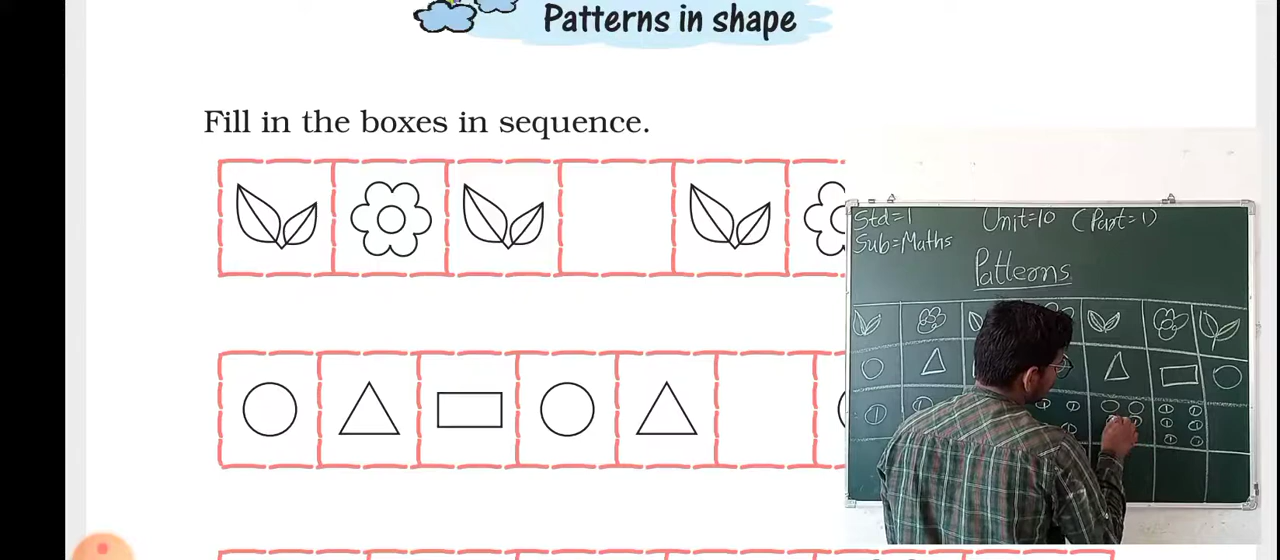 Patterns in shape
Fill in the boxes in sequence.
Std=1 Unit=10 (Part=1)
Sub=Maths
Patterns